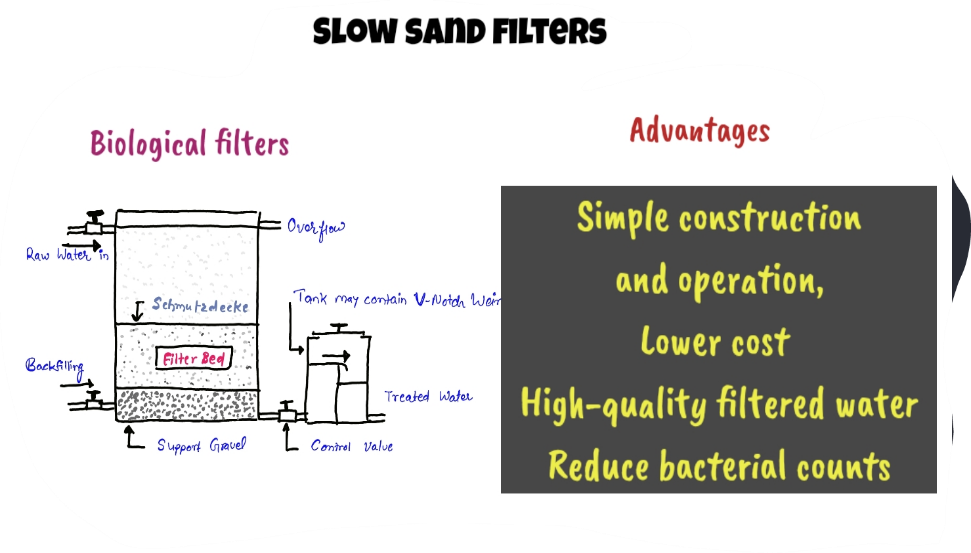 SLOW SAND FILTERS
Biological filters
Overflow
Raw Water in
Schmutzdecke
Filter Bed
Backfilling
Support Gravel
Tank may contain V-Notch Weir
Treated Water
Control Valve
Advantages
Simple construction
and operation,
Lower cost
High-quality filtered water
Reduce bacterial counts